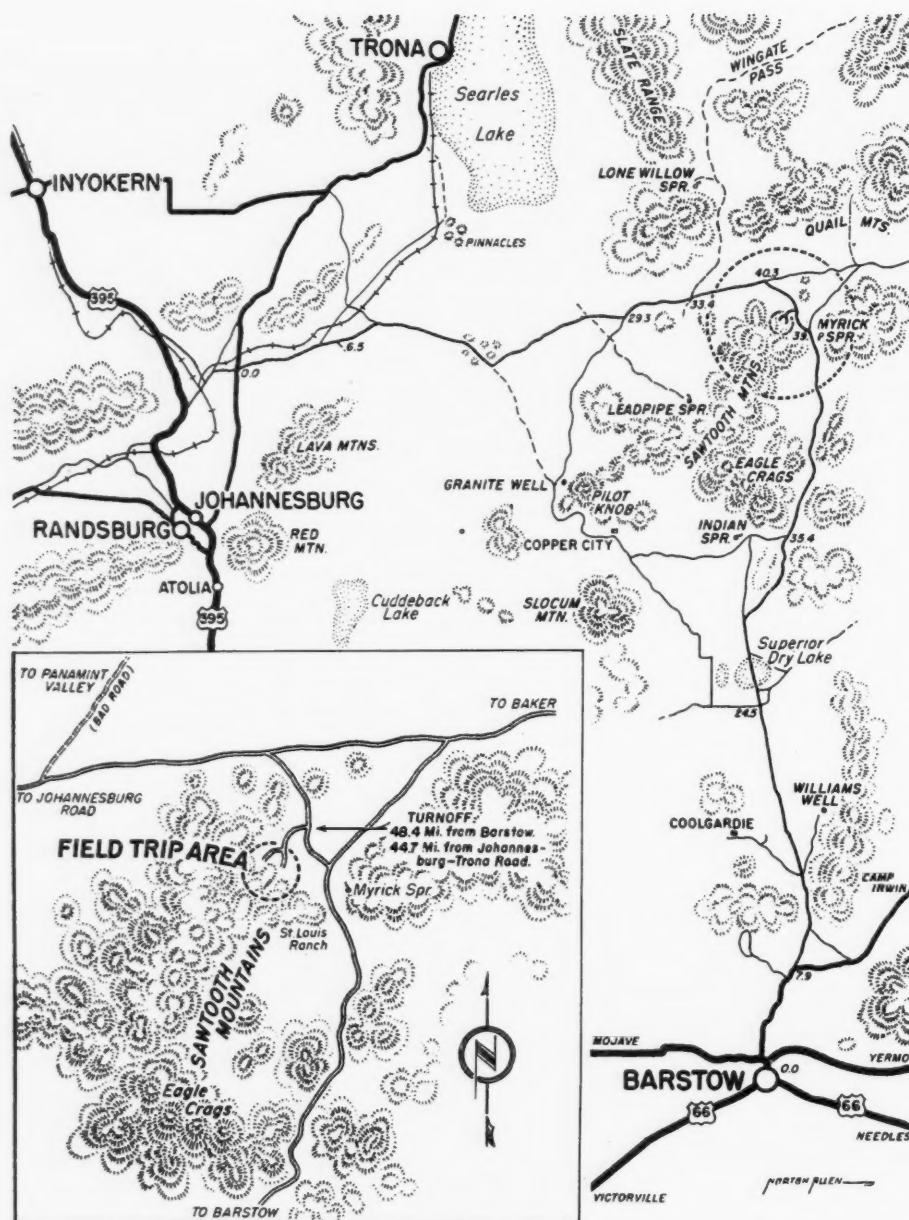 TRONA
Searles
Lake
SLATE RANGE
WINGATE
PASS
INYOKERN
LONE WILLOW
SPR.
QUAIL MTS.
PINNACLES
395
40.3
33.4
29.3
MYRICK
SPR.
6.5
0.0
LEADPIPE SPR.
SAWTOOTH MTNS.
LAVA MTNS.
EAGLE
CRAGS
GRANITE WELL
PILOT
KNOB
JOHANNESBURG
RANDSBURG
RED
MTN.
COPPER CITY
INDIAN
SPR.
35.4
ATOLIA
395
Cuddeback
Lake
SLOCUM
MTN.
Superior
Dry Lake
24.5
WILLIAMS
WELL
COOLGARDIE
CAMP
IRWIN
7.9
MOJAVE
YERMO
0.0
BARSTOW
66
66
NEEDLES
VICTORVILLE
NORTON ALLEN
TO PANAMINT
VALLEY
(BAD ROAD)
TO BAKER
TO JOHANNESBURG
ROAD
TURNOFF:
48.4 Mi. from Barstow.
44.7 Mi. from Johannes-
burg-Trona Road.
FIELD TRIP AREA
Myrick Spr.
St Louis
Ranch
SAWTOOTH
MOUNTAINS
N
Eagle
Crags
TO BARSTOW